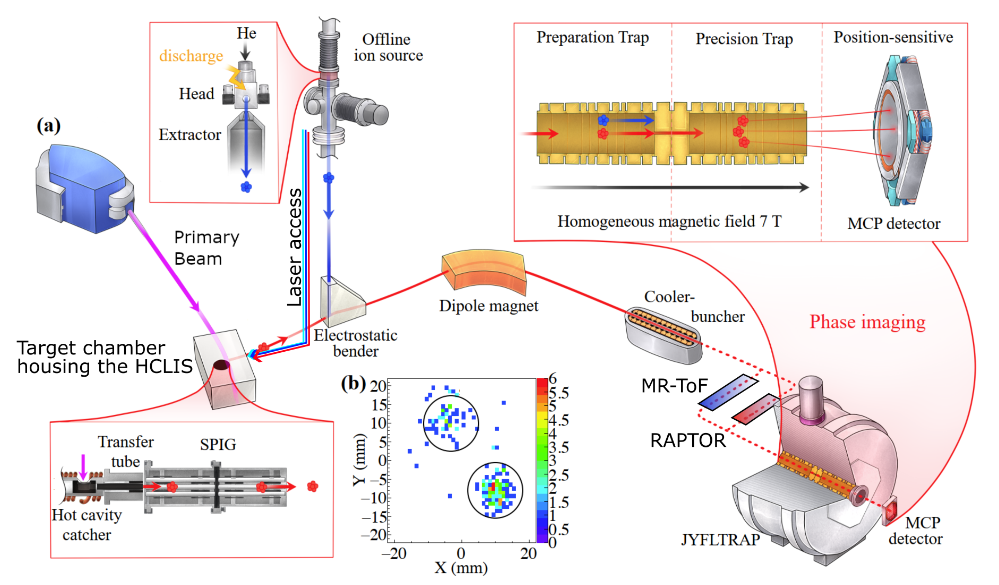 (a)
He
discharge
Head
Extractor
Offline
ion source
Laser access
Primary
Beam
Target chamber
housing the HCLIS
Electrostatic
bender
Dipole magnet
Cooler-
buncher
Preparation Trap
Precision Trap
Position-sensitive
Homogeneous magnetic field 7 T
MCP detector
Phase imaging
MR-ToF
RAPTOR
JYFLTRAP
MCP
detector
Transfer
tube
SPIG
Hot cavity
catcher
(b)
20
15
10
5
0
−5
−10
−15
−20
Y (mm)
−20
0
20
X (mm)
6
5.5
5
4.5
4
3.5
3
2.5
2
1.5
1
0.5
0